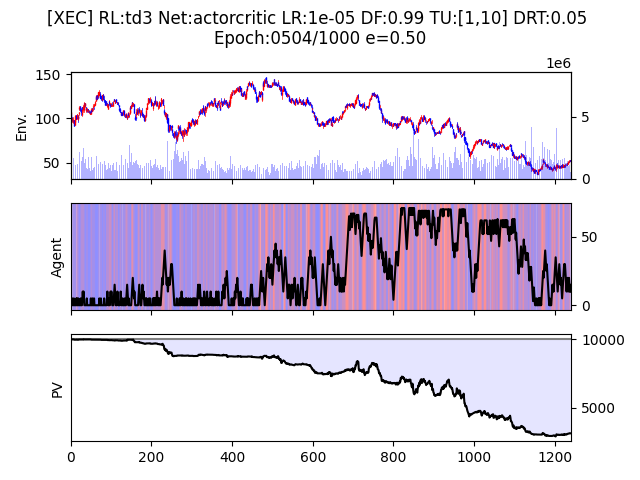 [XEC] RL:td3 Net:actorcritic LR:1e-05 DF:0.99 TU:[1,10] DRT:0.05
Epoch:0504/1000 e=0.50
1e6
150
100
50
Env.
5
0
Agent
50
0
PV
10000
5000
0
200
400
600
800
1000
1200